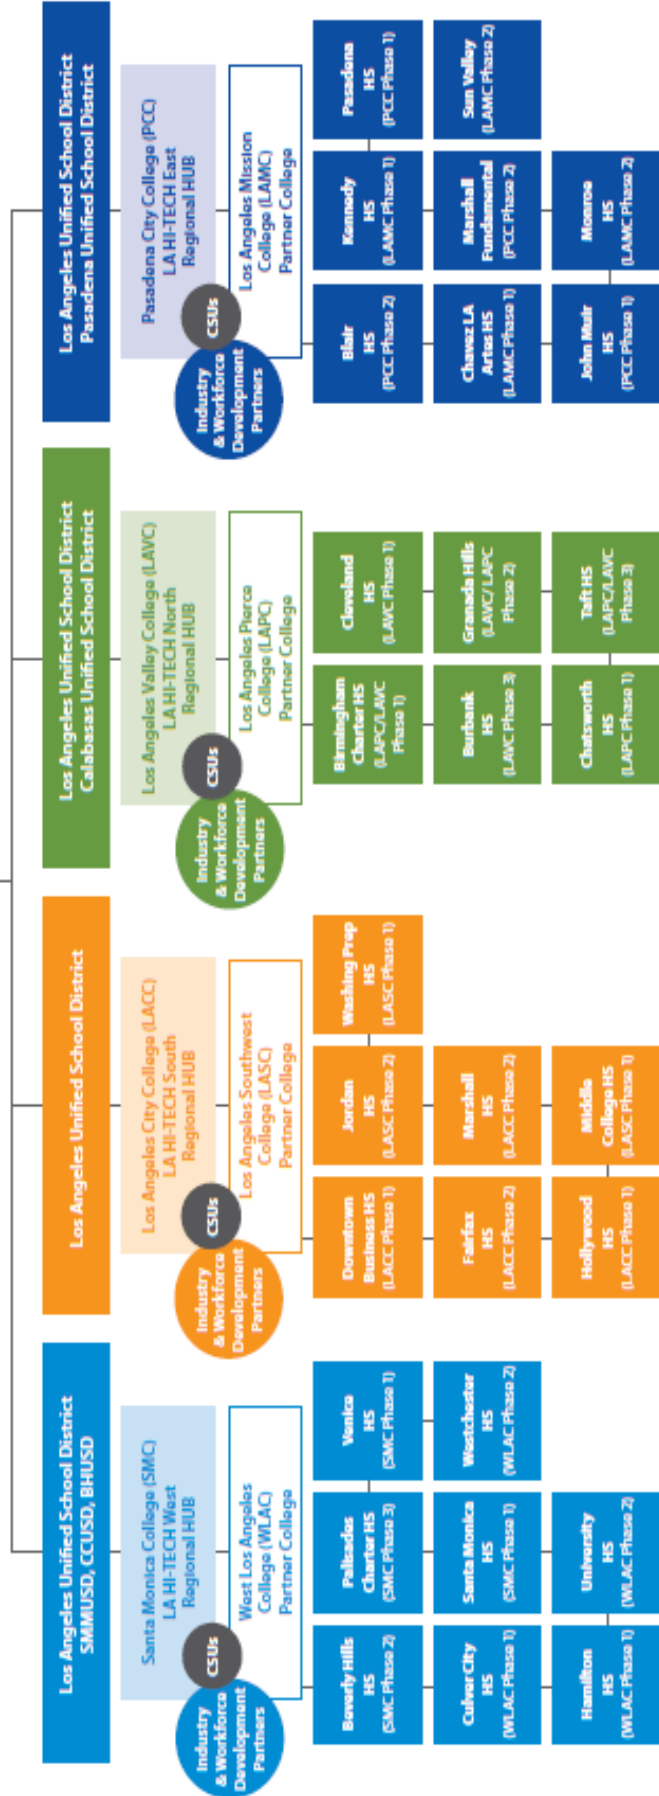 Los Angeles Unified School District
SMMUSD, CCUSD, BHUSD
Santa Monica College (SMC)
LA HI-TECH West
Regional HUB
CSUs
Industry
& Workforce
Development
Partners
West Los Angeles
College (WLAC)
Partner College
Beverly Hills
HS
(SMC Phase 2)
Palisades
Charter HS
(SMC Phase 3)
Venice
HS
(SMC Phase 1)
Culver City
HS
(WLAC Phase 1)
Santa Monica
HS
(SMC Phase 1)
Westchester
HS
(WLAC Phase 2)
Hamilton
HS
(WLAC Phase 1)
University
HS
(WLAC Phase 2)
Los Angeles Unified School District
Los Angeles City College (LACC)
LA HI-TECH South
Regional HUB
CSUs
Industry
& Workforce
Development
Partners
Los Angeles Southwest
College (LASC)
Partner College
Downtown
Business HS
(LACC Phase 1)
Jordan
HS
(LASC Phase 2)
Washing Prep
HS
(LASC Phase 1)
Fairfax
HS
(LACC Phase 2)
Marshall
HS
(LACC Phase 2)
Hollywood
HS
(LACC Phase 1)
Middle
College HS
(LASC Phase 1)
Los Angeles Unified School District
Calabasas Unified School District
Los Angeles Valley College (LAVC)
LA HI-TECH North
Regional HUB
CSUs
Industry
& Workforce
Development
Partners
Los Angeles Pierce
College (LAPC)
Partner College
Birmingham
Charter HS
(LAPC/LAVC
Phase 1)
Cleveland
HS
(LAVC Phase 1)
Burbank
HS
(LAVC Phase 3)
Granada Hills
(LAVC/ LAPC
Phase 2)
Chatsworth
HS
(LAPC Phase 1)
Taft HS
(LAPC/LAVC
Phase 3)
Los Angeles Unified School District
Pasadena Unified School District
Pasadena City College (PCC)
LA HI-TECH East
Regional HUB
CSUs
Industry
& Workforce
Development
Partners
Los Angeles Mission
College (LAMC)
Partner College
Blair
HS
(PCC Phase 2)
Kennedy
HS
(LAMC Phase 1)
Pasadena
HS
(PCC Phase 1)
Chavez LA
Artes HS
(LAMC Phase 1)
Marshall
Fundamental
(PCC Phase 2)
Sun Valley
(LAMC Phase 2)
John Muir
HS
(PCC Phase 1)
Monroe
HS
(LAMC Phase 2)